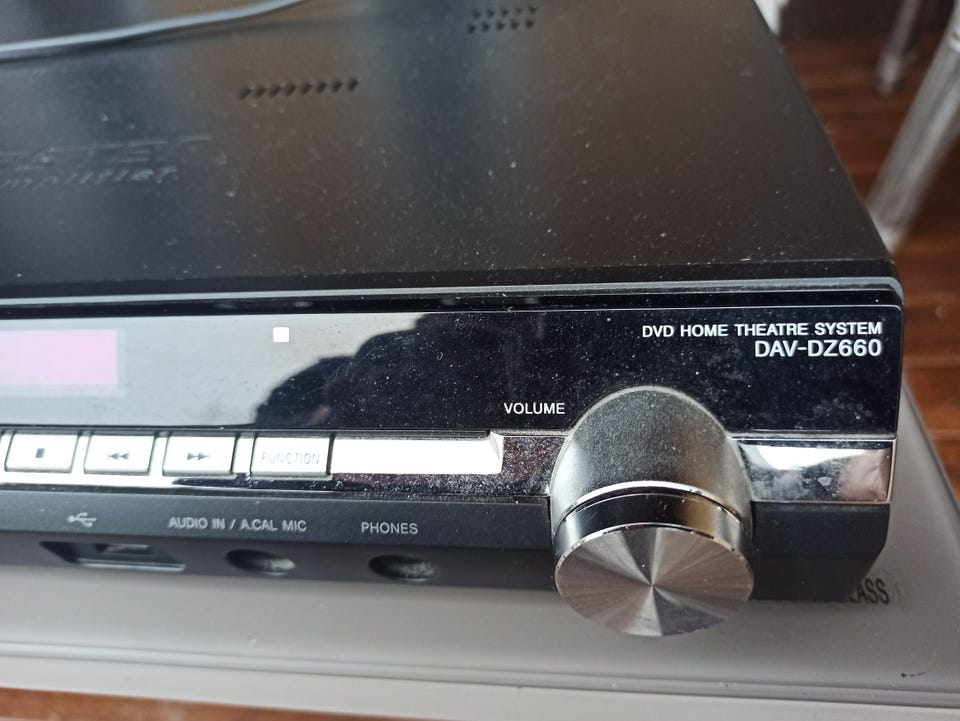 DVD HOME THEATRE SYSTEM
DAV-DZ660
VOLUME
FUNCTION
AUDIO IN / A.CAL MIC
PHONES